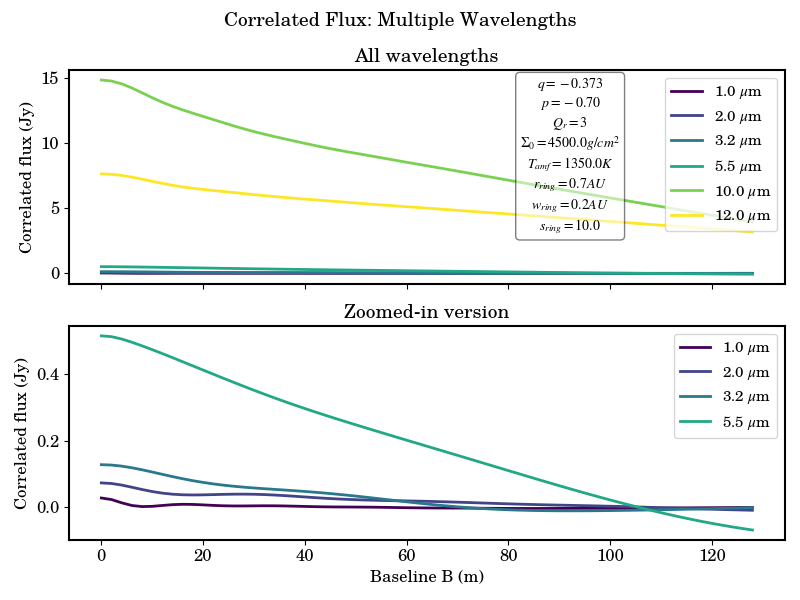 Correlated Flux: Multiple Wavelengths
All wavelengths
Correlated flux (Jy)
15
10
5
0
q = −0.373
p = −0.70
Q_r = 3
Σ_0 = 4500.0g/cm^2
T_amf = 1350.0K
r_ring = 0.7AU
w_ring = 0.2AU
s_ring = 10.0
1.0 μm
2.0 μm
3.2 μm
5.5 μm
10.0 μm
12.0 μm
Zoomed-in version
Correlated flux (Jy)
0.4
0.2
0.0
1.0 μm
2.0 μm
3.2 μm
5.5 μm
0 20 40 60 80 100 120
Baseline B (m)